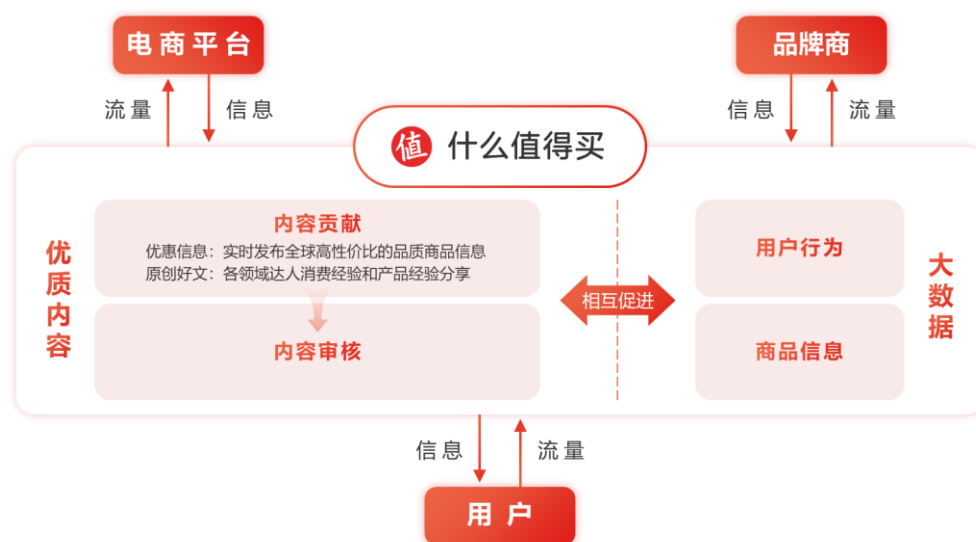 电商平台
品牌商
流量
信息
信息
流量
值 什么值得买
优质内容
内容贡献
优惠信息：实时发布全球高性价比的品质商品信息
原创好文：各领域达人消费经验和产品经验分享
内容审核
相互促进
用户行为
商品信息
大数据
信息
流量
用户